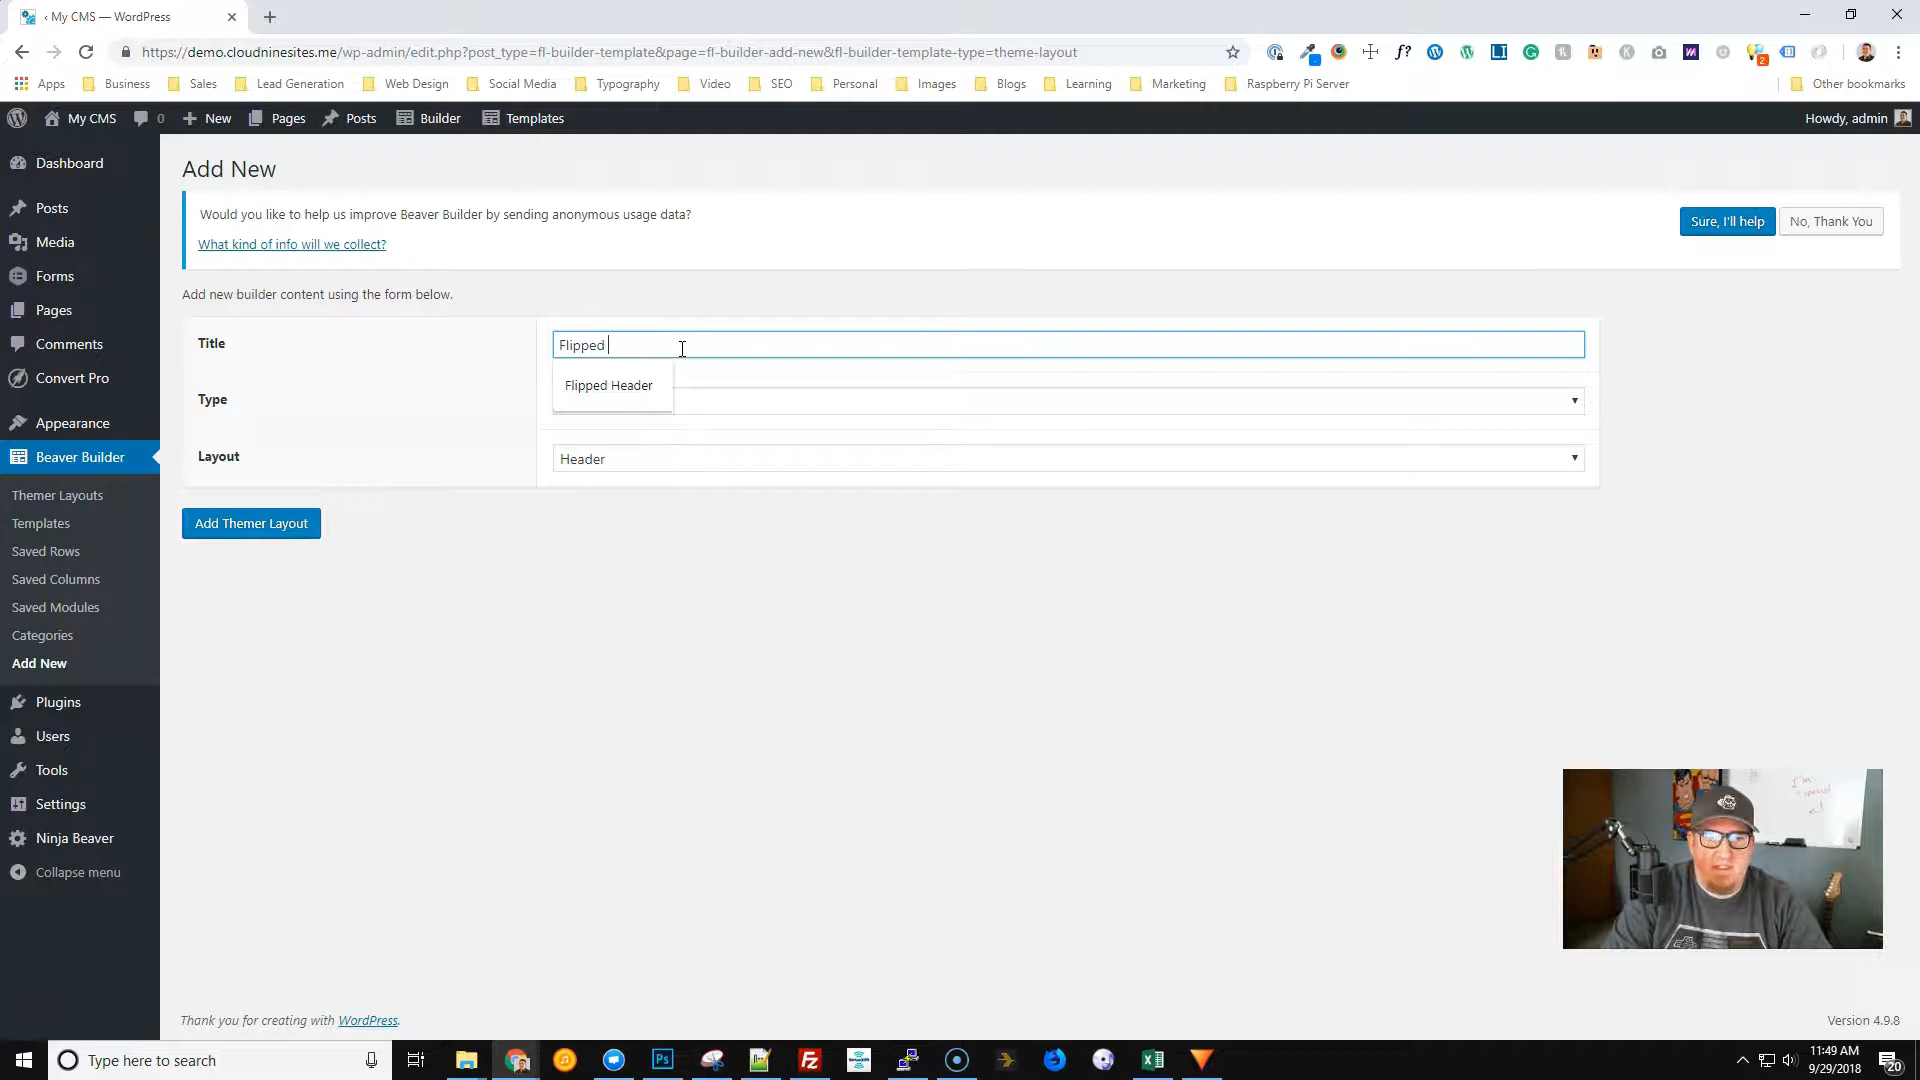 ‹ My CMS — WordPress
https://demo.cloudninesites.me/wp-admin/edit.php?post_type=fl-builder-template&page=fl-builder-add-new&fl-builder-template-type=theme-layout
Apps Business Sales Lead Generation Web Design Social Media Typography Video SEO Personal Images Blogs Learning Marketing Raspberry Pi Server Other bookmarks
My CMS 0 New Pages Posts Builder Templates Howdy, admin
Dashboard
Posts
Media
Forms
Pages
Comments
Convert Pro
Appearance
Beaver Builder
Themer Layouts
Templates
Saved Rows
Saved Columns
Saved Modules
Categories
Add New
Plugins
Users
Tools
Settings
Ninja Beaver
Collapse menu
Add New
Would you like to help us improve Beaver Builder by sending anonymous usage data?
What kind of info will we collect?
Sure, I'll help No, Thank You
Add new builder content using the form below.
Title Flipped
Flipped Header
Type
Layout Header
Add Themer Layout
I'm
Thank you for creating with WordPress.
Version 4.9.8
Type here to search
11:49 AM
9/29/2018
20